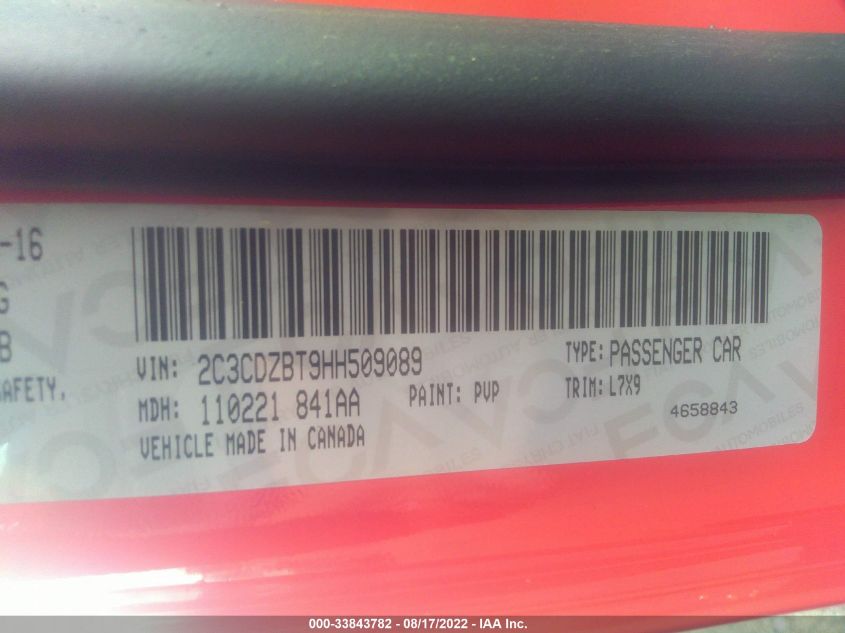 -16
G
B
SAFETY,
VIN: 2C3CDZBT9HH509089
TYPE: PASSENGER CAR
MDH: 110221 841AA
PAINT: PVP
TRIM: L7X9
VEHICLE MADE IN CANADA
4658843
000-33843782 - 08/17/2022 - IAA Inc.